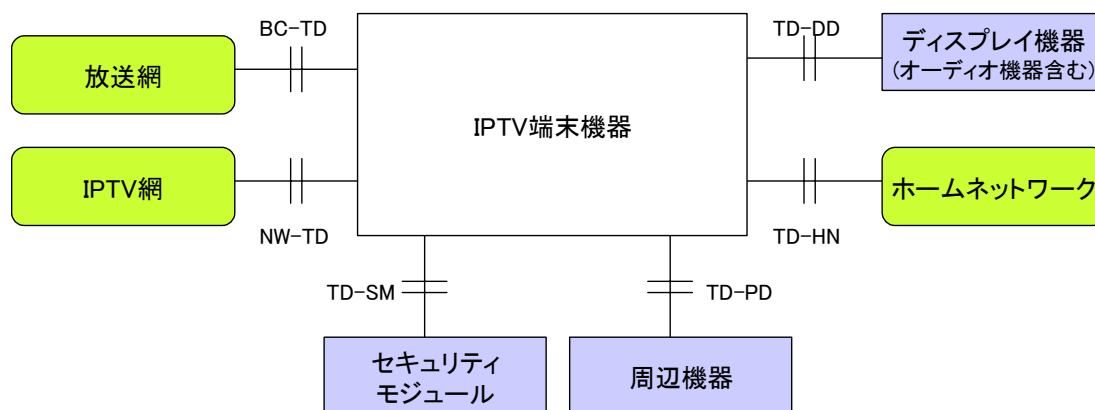 BC-TD
TD-DD
放送網
ディスプレイ機器
(オーディオ機器含む)
IPTV端末機器
IPTV網
ホームネットワーク
NW-TD
TD-HN
TD-SM
TD-PD
セキュリティ
モジュール
周辺機器